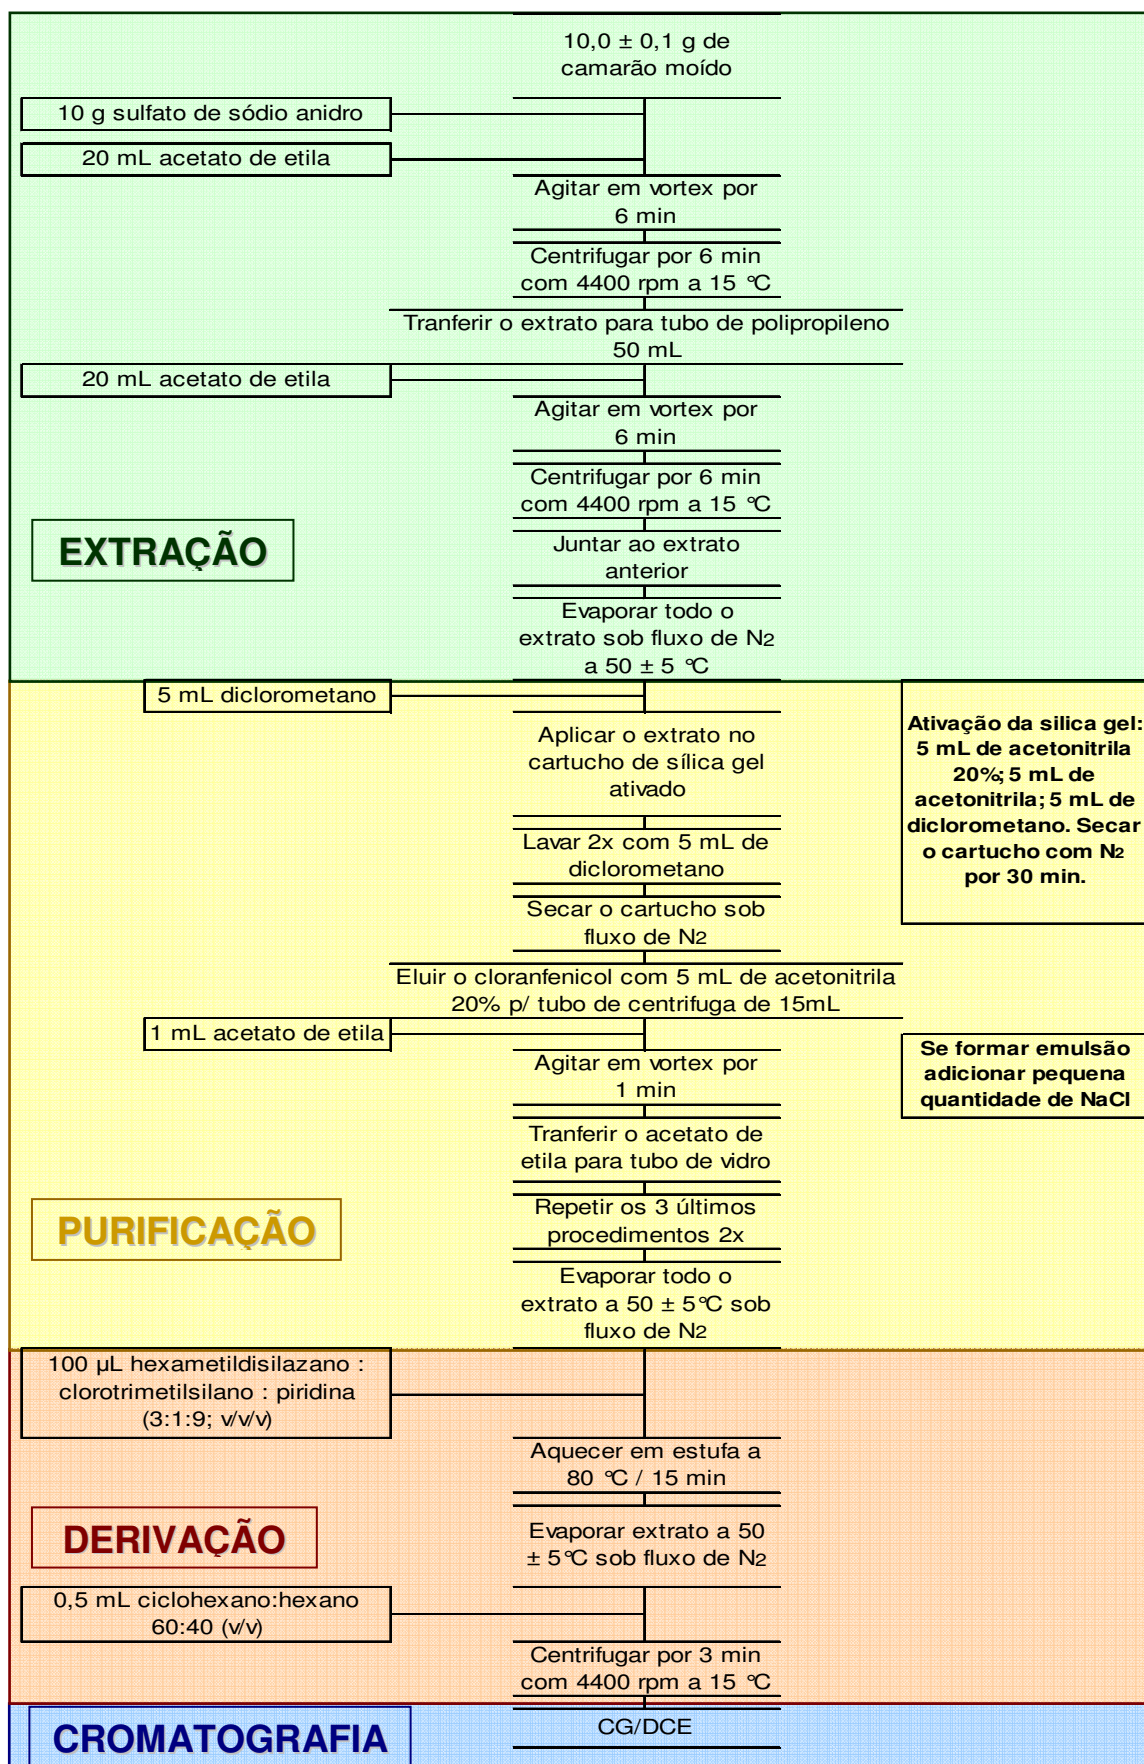 10,0 ± 0,1 g de
camarão moído
10 g sulfato de sódio anidro
20 mL acetato de etila
Agitar em vortex por
6 min
Centrifugar por 6 min
com 4400 rpm a 15 ºC
Tranferir o extrato para tubo de polipropileno
50 mL
20 mL acetato de etila
Agitar em vortex por
6 min
Centrifugar por 6 min
com 4400 rpm a 15 ºC
EXTRAÇÃO
Juntar ao extrato
anterior
Evaporar todo o
extrato sob fluxo de N2
a 50 ± 5 ºC
5 mL diclorometano
Aplicar o extrato no
cartucho de sílica gel
ativado
Ativação da silica gel:
5 mL de acetonitrila
20%; 5 mL de
acetonitrila; 5 mL de
diclorometano. Secar
o cartucho com N2
por 30 min.
Lavar 2x com 5 mL de
diclorometano
Secar o cartucho sob
fluxo de N2
Eluir o cloranfenicol com 5 mL de acetonitrila
20% p/ tubo de centrifuga de 15mL
1 mL acetato de etila
Agitar em vortex por
1 min
Se formar emulsão
adicionar pequena
quantidade de NaCl
Tranferir o acetato de
etila para tubo de vidro
PURIFICAÇÃO
Repetir os 3 últimos
procedimentos 2x
Evaporar todo o
extrato a 50 ± 5ºC sob
fluxo de N2
100 µL hexametildisilazano :
clorotrimetilsilano : piridina
(3:1:9; v/v/v)
Aquecer em estufa a
80 ºC / 15 min
DERIVAÇÃO
Evaporar extrato a 50
± 5ºC sob fluxo de N2
0,5 mL ciclohexano:hexano
60:40 (v/v)
Centrifugar por 3 min
com 4400 rpm a 15 ºC
CROMATOGRAFIA
CG/DCE